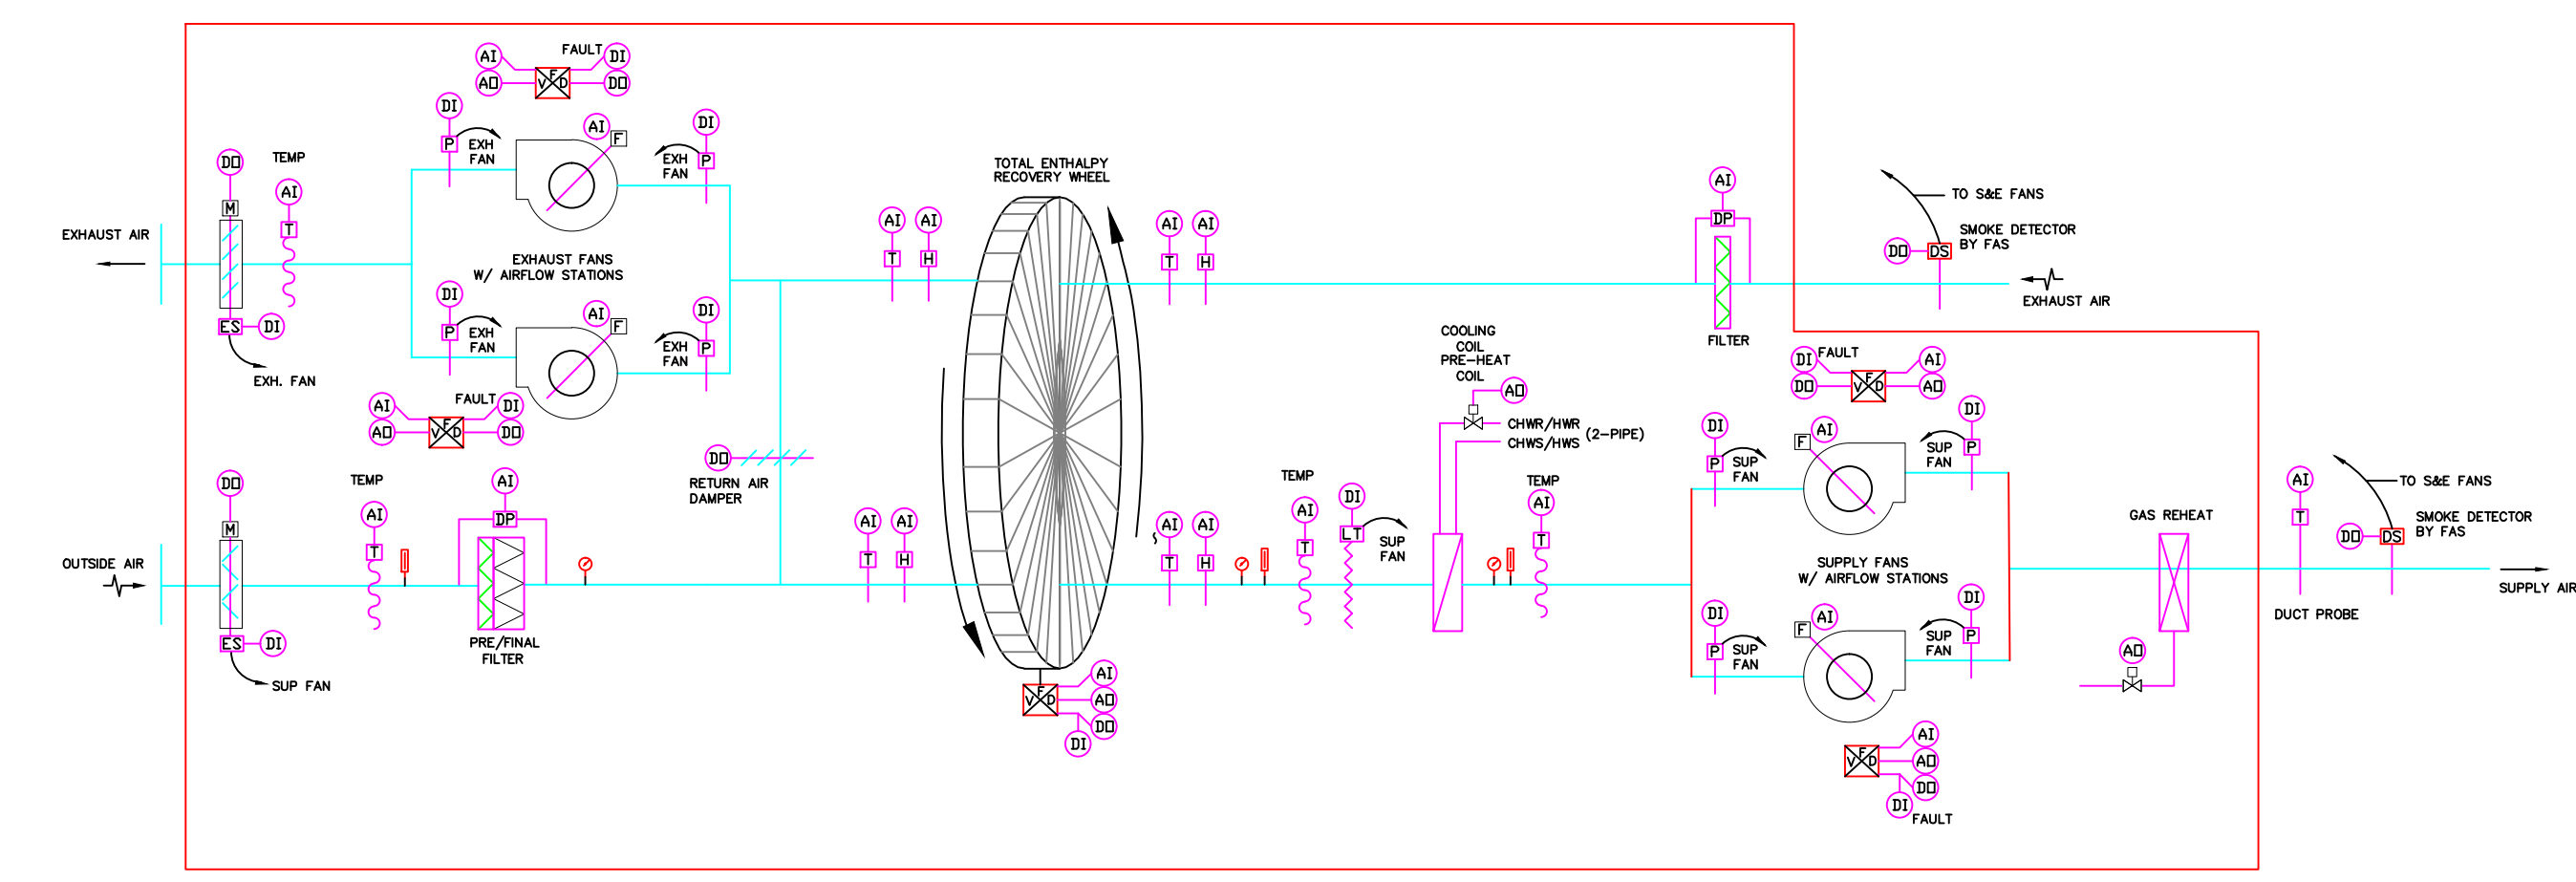 AI
FAULT
DI
AO
VFD
DO
DI
P
EXH
FAN
AI
F
DI
P
EXH
FAN
DO
M
TEMP
AI
T
EXHAUST AIR
ES
DI
EXH. FAN
EXHAUST FANS
W/ AIRFLOW STATIONS
DI
P
EXH
FAN
AI
F
DI
P
EXH
FAN
AI
FAULT
DI
AO
VFD
DO
AI
AI
T
H
TOTAL ENTHALPY
RECOVERY WHEEL
AI
AI
T
H
AI
DP
FILTER
TO S&E FANS
SMOKE DETECTOR
BY FAS
DO
DS
EXHAUST AIR
DO
RETURN AIR
DAMPER
DO
M
OUTSIDE AIR
ES
DI
SUP FAN
TEMP
AI
T
AI
DP
PRE/FINAL
FILTER
AI
AI
T
H
AI
AI
T
H
VFD
AI
AO
DO
DI
TEMP
AI
T
DI
LT
SUP
FAN
COOLING
COIL
PRE-HEAT
COIL
AO
CHWR/HWR
CHWS/HWS
(2-PIPE)
TEMP
AI
T
DI
FAULT
AI
DO
VFD
AO
DI
P
SUP
FAN
F
AI
SUP
FAN
DI
P
SUPPLY FANS
W/ AIRFLOW STATIONS
DI
P
SUP
FAN
F
AI
SUP
FAN
DI
P
VFD
AI
AO
DO
DI
FAULT
GAS REHEAT
AO
AI
T
DUCT PROBE
TO S&E FANS
SMOKE DETECTOR
BY FAS
DO
DS
SUPPLY AIR